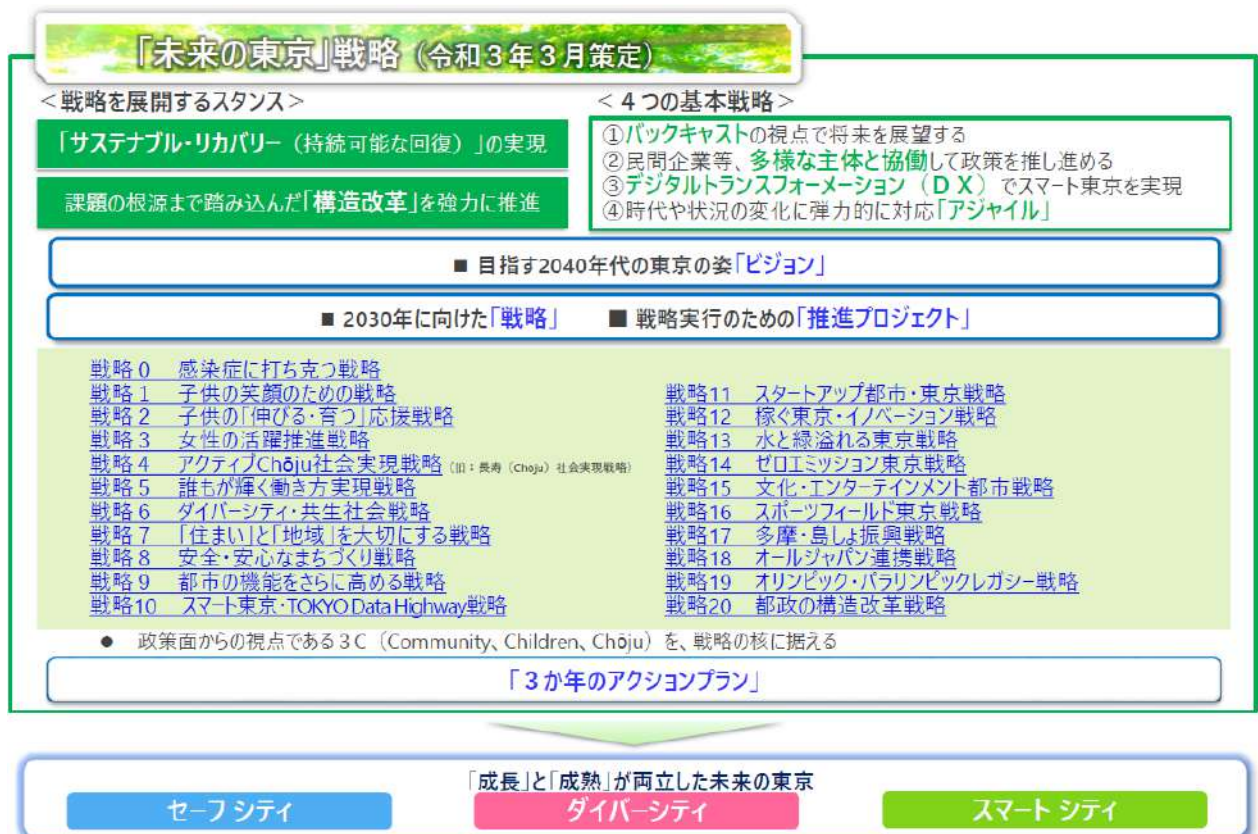 「未来の東京」戦略（令和３年３月策定）
＜戦略を展開するスタンス＞
「サステナブル・リカバリー（持続可能な回復）」の実現
課題の根源まで踏み込んだ「構造改革」を強力に推進
＜４つの基本戦略＞
①バックキャストの視点で将来を展望する
②民間企業等、多様な主体と協働して政策を推し進める
③デジタルトランスフォーメーション（ＤＸ）でスマート東京を実現
④時代や状況の変化に弾力的に対応「アジャイル」
■ 目指す2040年代の東京の姿「ビジョン」
■ 2030年に向けた「戦略」　■ 戦略実行のための「推進プロジェクト」
戦略０　感染症に打ち克つ戦略
戦略１　子供の笑顔のための戦略
戦略２　子供の「伸びる・育つ」応援戦略
戦略３　女性の活躍推進戦略
戦略４　アクティブChōju社会実現戦略（旧：長寿（Chōju）社会実現戦略）
戦略５　誰もが輝く働き方実現戦略
戦略６　ダイバーシティ・共生社会戦略
戦略７　「住まい」と「地域」を大切にする戦略
戦略８　安全・安心なまちづくり戦略
戦略９　都市の機能をさらに高める戦略
戦略10　スマート東京・TOKYO Data Highway戦略
戦略11　スタートアップ都市・東京戦略
戦略12　稼ぐ東京・イノベーション戦略
戦略13　水と緑溢れる東京戦略
戦略14　ゼロエミッション東京戦略
戦略15　文化・エンターテインメント都市戦略
戦略16　スポーツフィールド東京戦略
戦略17　多摩・島しょ振興戦略
戦略18　オールジャパン連携戦略
戦略19　オリンピック・パラリンピックレガシー戦略
戦略20　都政の構造改革戦略
● 政策面からの視点である３C（Community、Children、Chōju）を、戦略の核に据える
「３か年のアクションプラン」
「成長」と「成熟」が両立した未来の東京
セーフ シティ
ダイバーシティ
スマート シティ